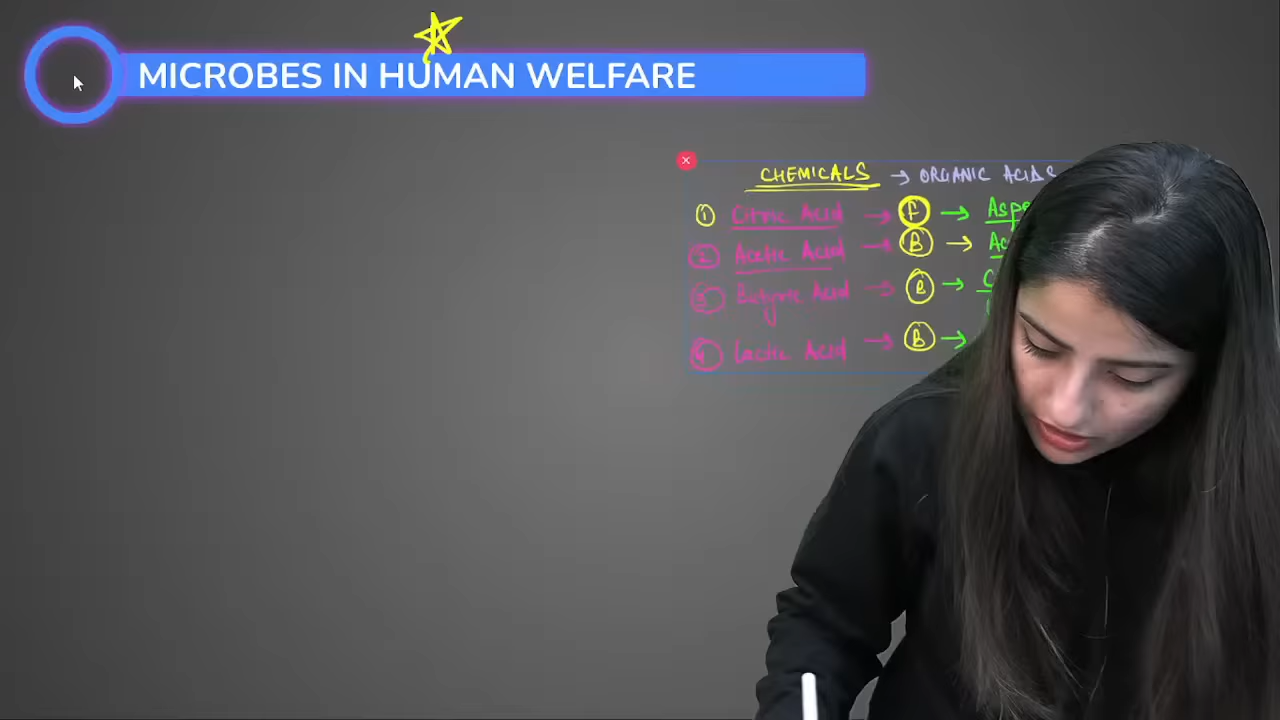 MICROBES IN HUMAN WELFARE
CHEMICALS → ORGANIC ACIDS
① Citric Acid → F → Aspe
② Acetic Acid → B → Ac
③ Butyric Acid → B → C
④ Lactic Acid → B →